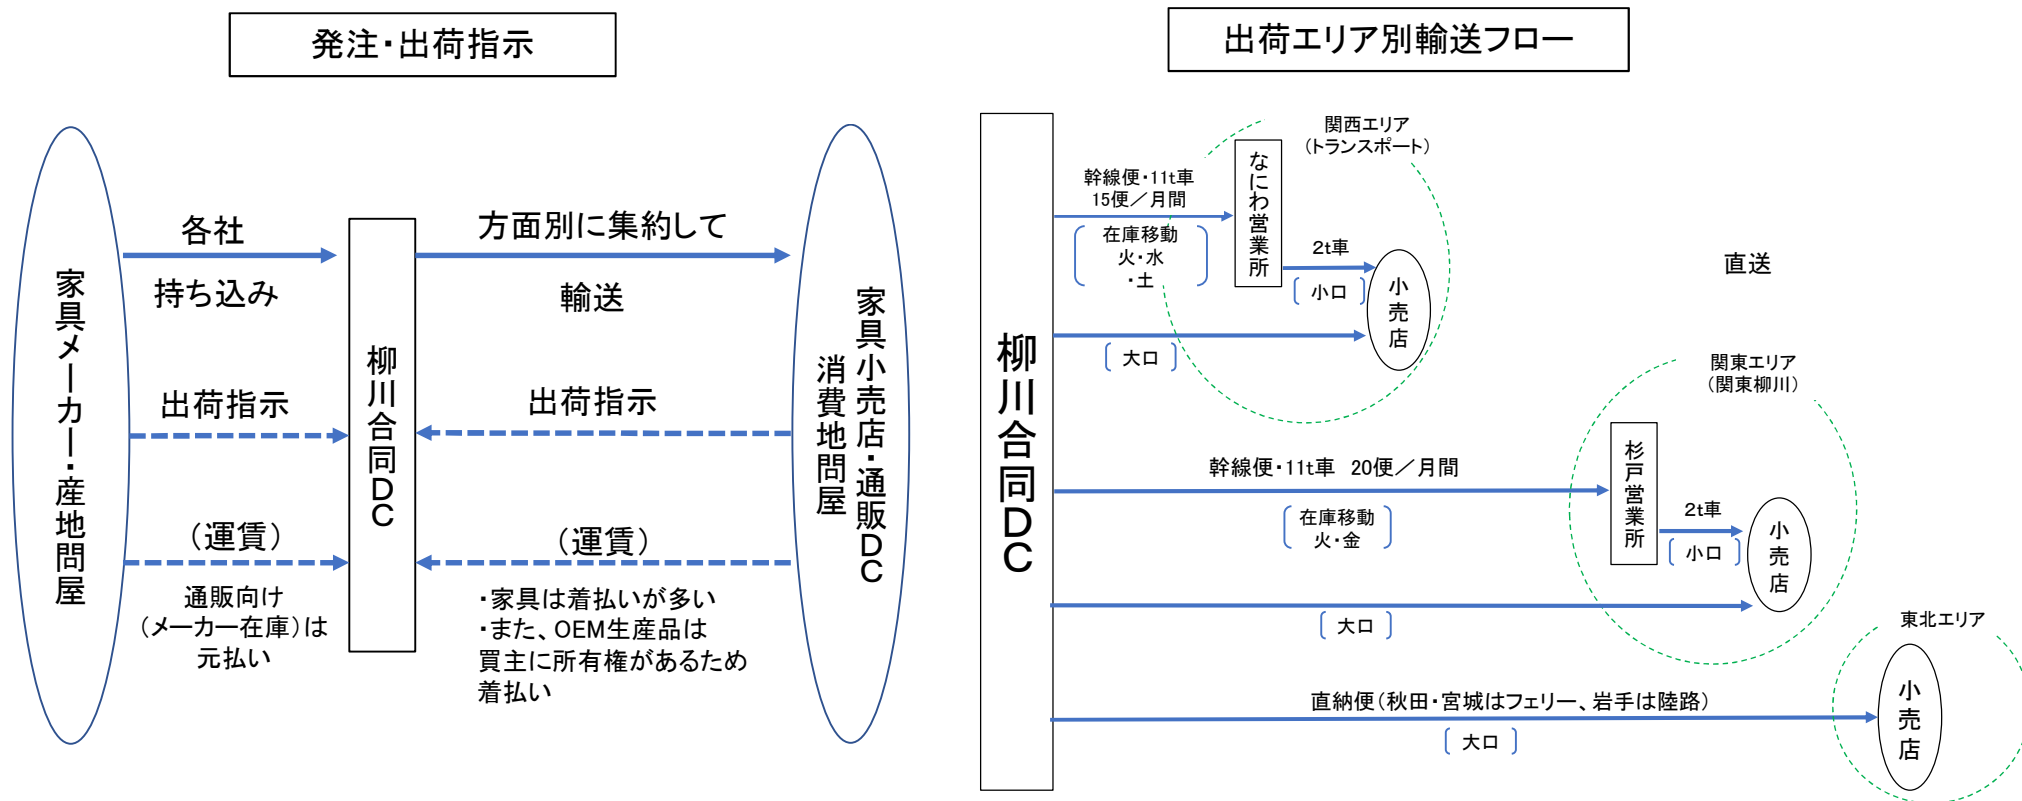 発注・出荷指示
家具メーカー・産地問屋
各社
持ち込み
出荷指示
（運賃）
通販向け
（メーカー在庫）は
元払い
柳川合同DC
方面別に集約して
輸送
出荷指示
（運賃）
・家具は着払いが多い
・また、OEM生産品は
買主に所有権があるため
着払い
家具小売店・通販DC
消費地問屋
出荷エリア別輸送フロー
柳川合同DC
関西エリア
（トランスポート）
幹線便・11t車
15便／月間
在庫移動
火・水
・土
なにわ営業所
2t車
小口
小売店
大口
直送
関東エリア
（関東柳川）
幹線便・11t車 20便／月間
在庫移動
火・金
杉戸営業所
2t車
小口
小売店
大口
東北エリア
直納便（秋田・宮城はフェリー、岩手は陸路）
大口
小売店